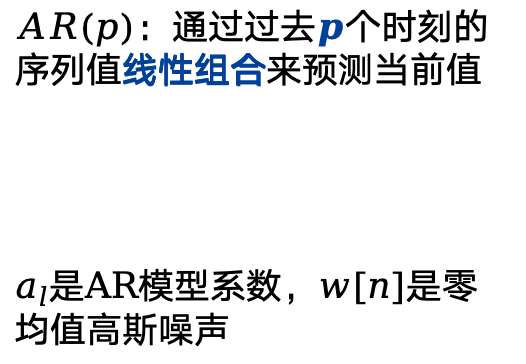 AR(p)：通过过去p个时刻的
序列值线性组合来预测当前值
a_l是AR模型系数，w[n]是零
均值高斯噪声